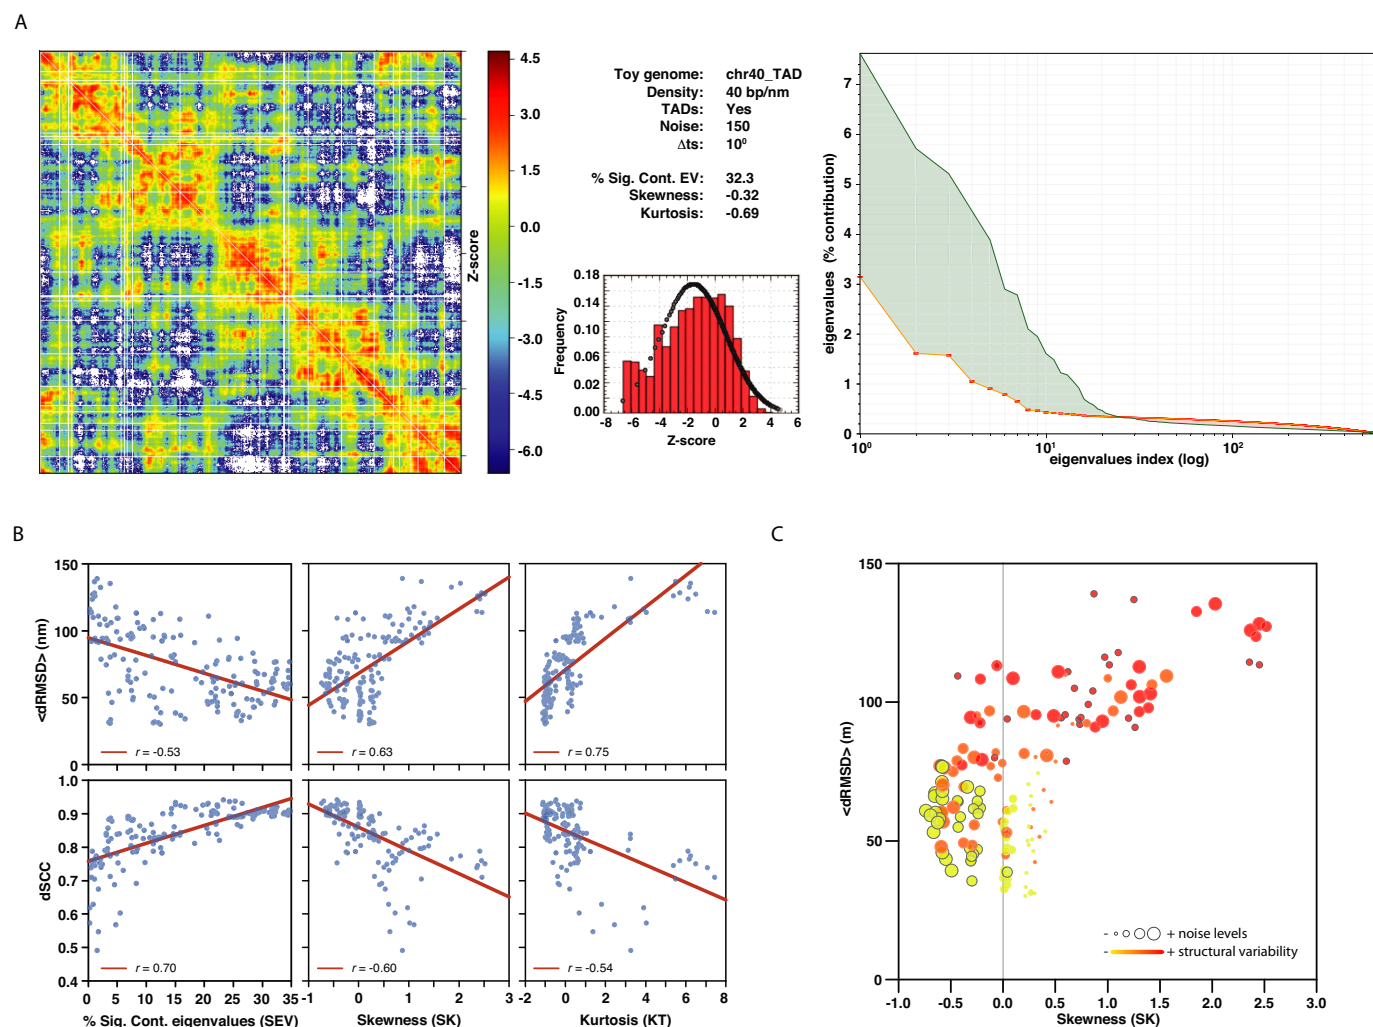 A
4.5
3.0
1.5
0.0
-1.5
-3.0
-4.5
-6.0
Z-score
Toy genome: chr40_TAD
Density: 40 bp/nm
TADs: Yes
Noise: 150
Δts: 10⁰
% Sig. Cont. EV: 32.3
Skewness: -0.32
Kurtosis: -0.69
0.18
0.14
0.10
0.06
0.02
0.00
Frequency
-8 -6 -4 -2 0 2 4 6
Z-score
7
6
5
4
3
2
1
0
eigenvalues (% contribution)
10⁰ 10¹ 10²
eigenvalues index (log)
B
150
100
50
0
<dRMSD> (nm)
r = -0.53
r = 0.63
r = 0.75
1.0
0.9
0.8
0.7
0.6
0.5
0.4
dSCC
r = 0.70
r = -0.60
r = -0.54
0 5 10 15 20 25 30 35
% Sig. Cont. eigenvalues (SEV)
-1 0 1 2 3
Skewness (SK)
-2 0 2 4 6 8
Kurtosis (KT)
C
150
100
50
0
<dRMSD> (m)
- + noise levels
- + structural variability
-1.0 -0.5 0.0 0.5 1.0 1.5 2.0 2.5 3.0
Skewness (SK)